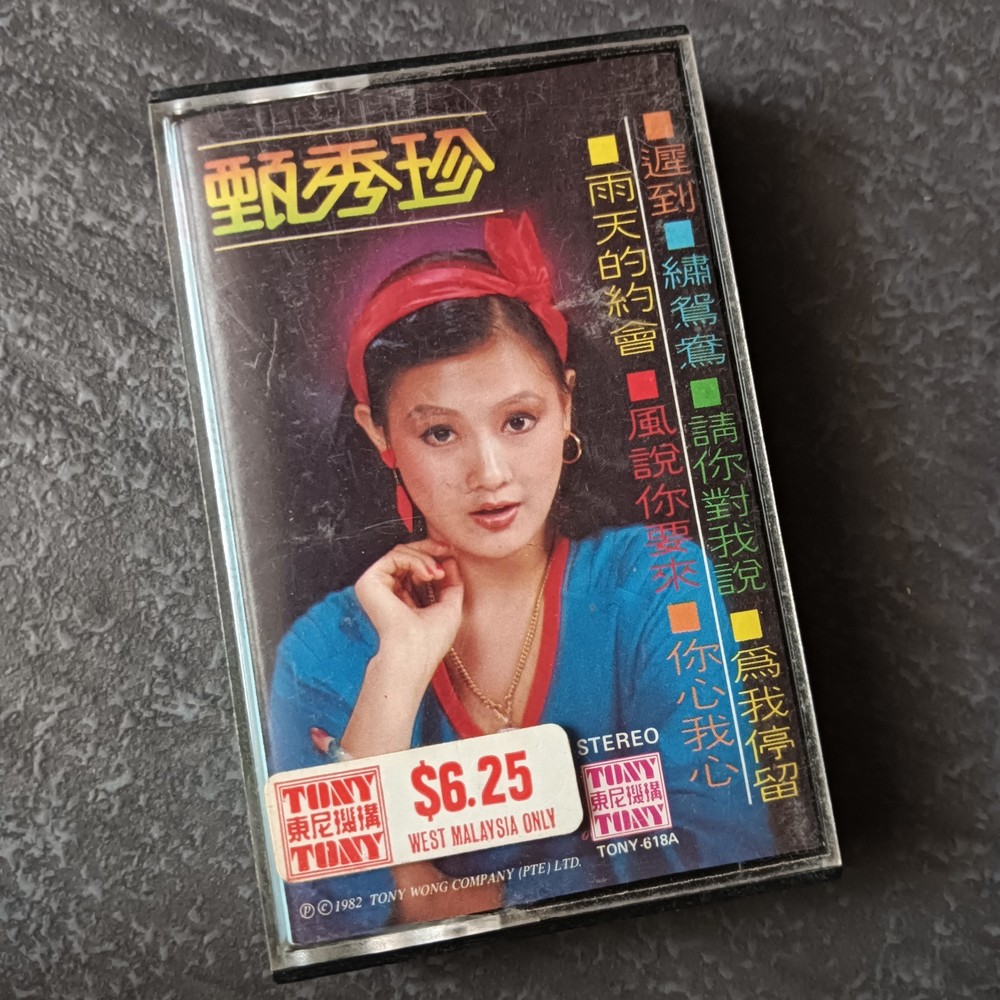 甄秀珍
遲到
繡鴛鴦
請你對我說
爲我停留
雨天的約會
風說你要來
你心我心
STEREO
TONY
東尼機構
TONY
TONY-618A
TONY
東尼機構
TONY
$6.25
WEST MALAYSIA ONLY
Ⓟ ©1982 TONY WONG COMPANY (PTE) LTD.